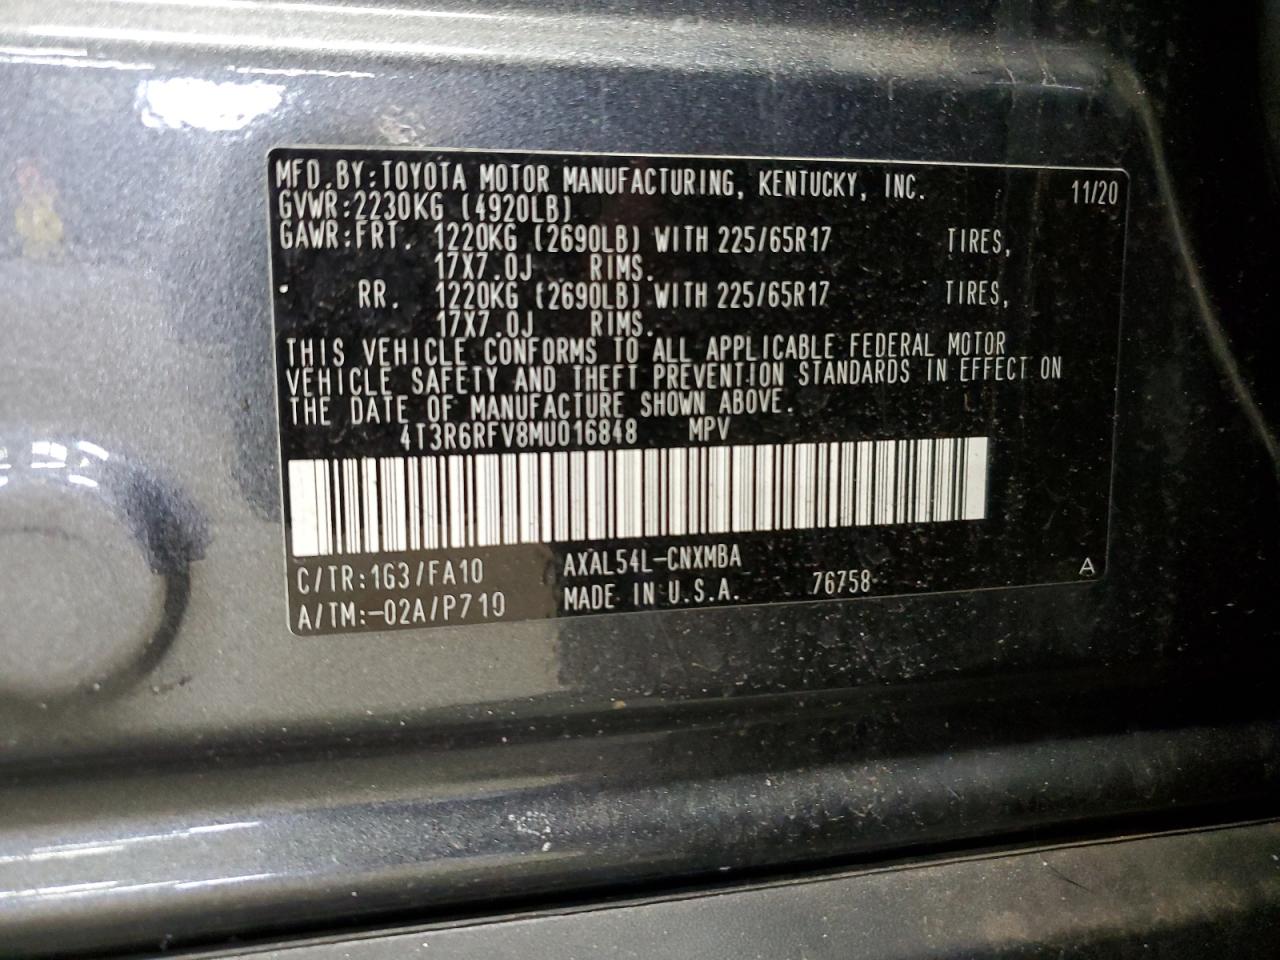 MFD.BY:TOYOTA MOTOR MANUFACTURING, KENTUCKY, INC. 11/20
GVWR:2230KG (4920LB)
GAWR:FRT. 1220KG (2690LB) WITH 225/65R17 TIRES,
17X7.0J RIMS.
RR. 1220KG (2690LB) WITH 225/65R17 TIRES,
17X7.0J RIMS.
THIS VEHICLE CONFORMS TO ALL APPLICABLE FEDERAL MOTOR
VEHICLE SAFETY AND THEFT PREVENTION STANDARDS IN EFFECT ON
THE DATE OF MANUFACTURE SHOWN ABOVE.
4T3R6RFV8MU016848 MPV
C/TR:1G3/FA10 AXAL54L-CNXMBA A
A/TM:-02A/P710 MADE IN U.S.A. 76758